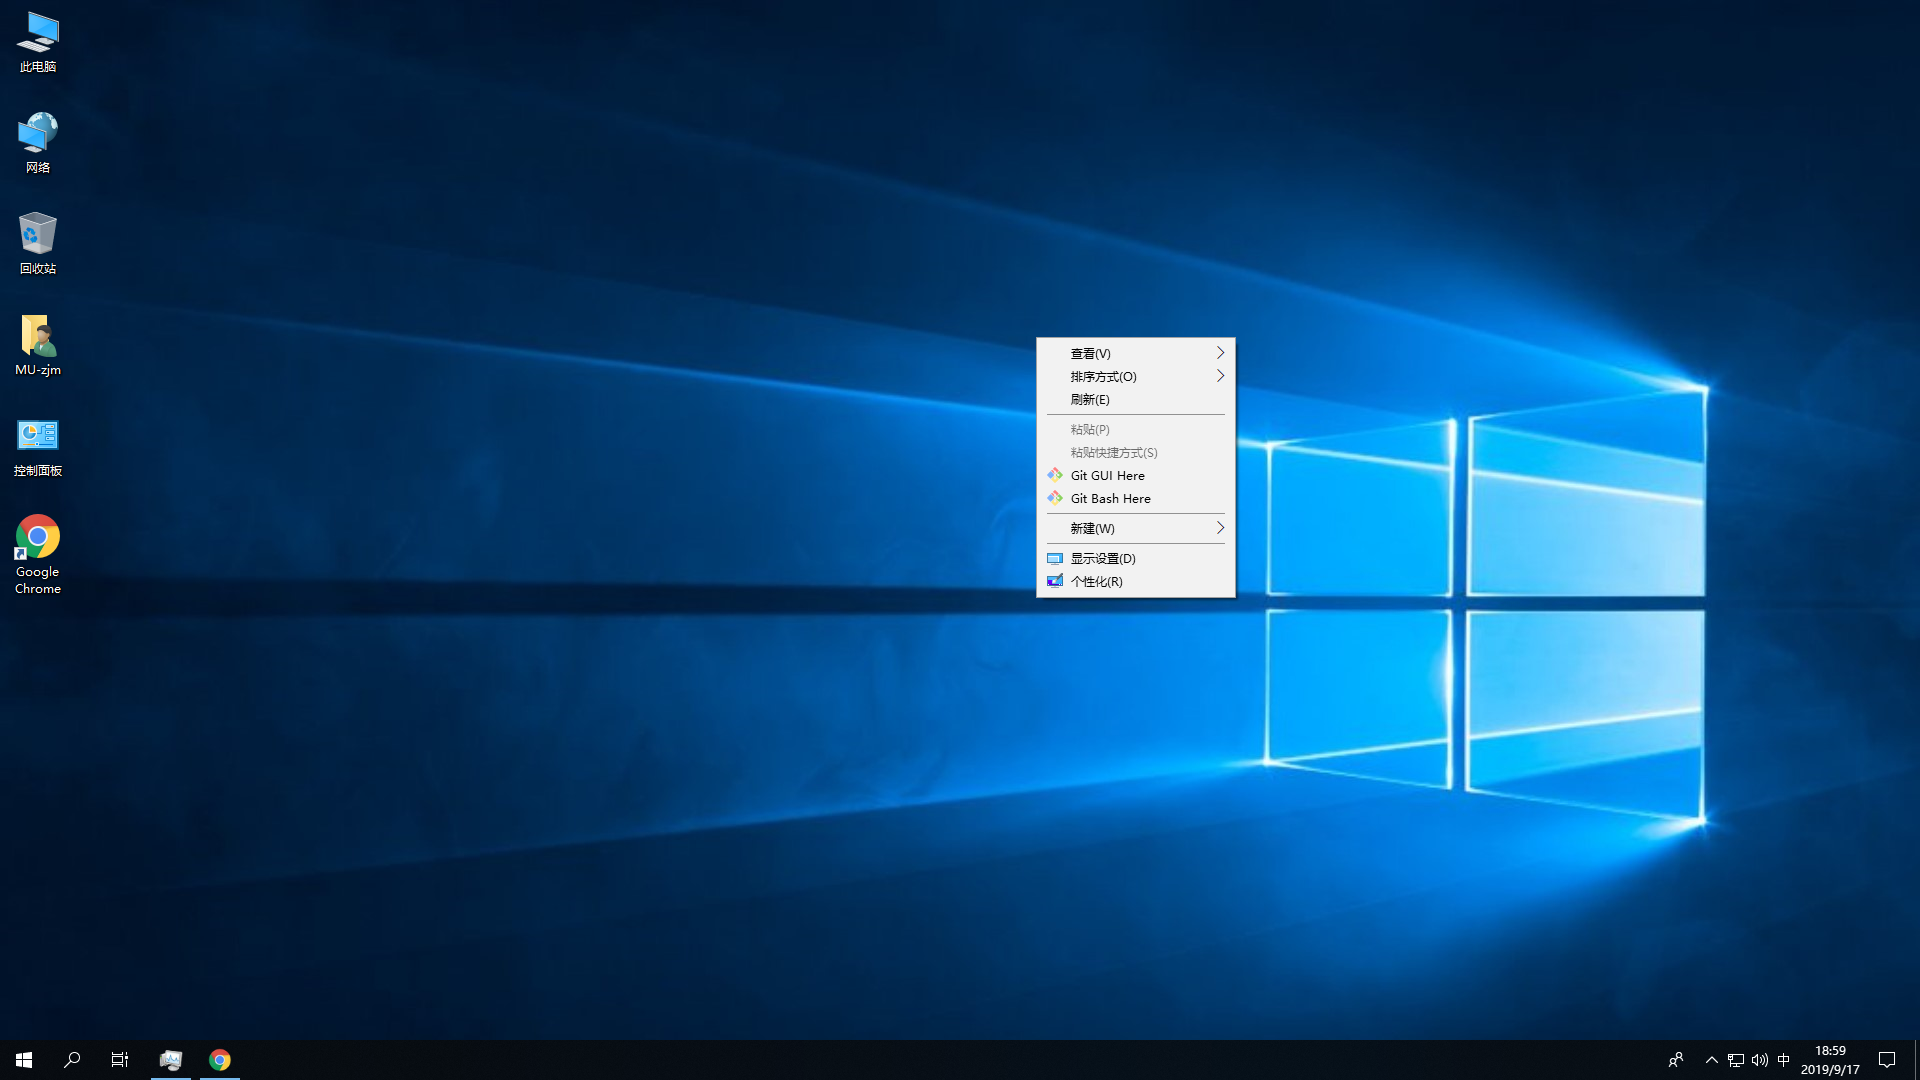 此电脑
网络
回收站
MU-zjm
控制面板
Google
Chrome
查看(V)
排序方式(O)
刷新(E)
粘贴(P)
粘贴快捷方式(S)
Git GUI Here
Git Bash Here
新建(W)
显示设置(D)
个性化(R)
中
18:59
2019/9/17